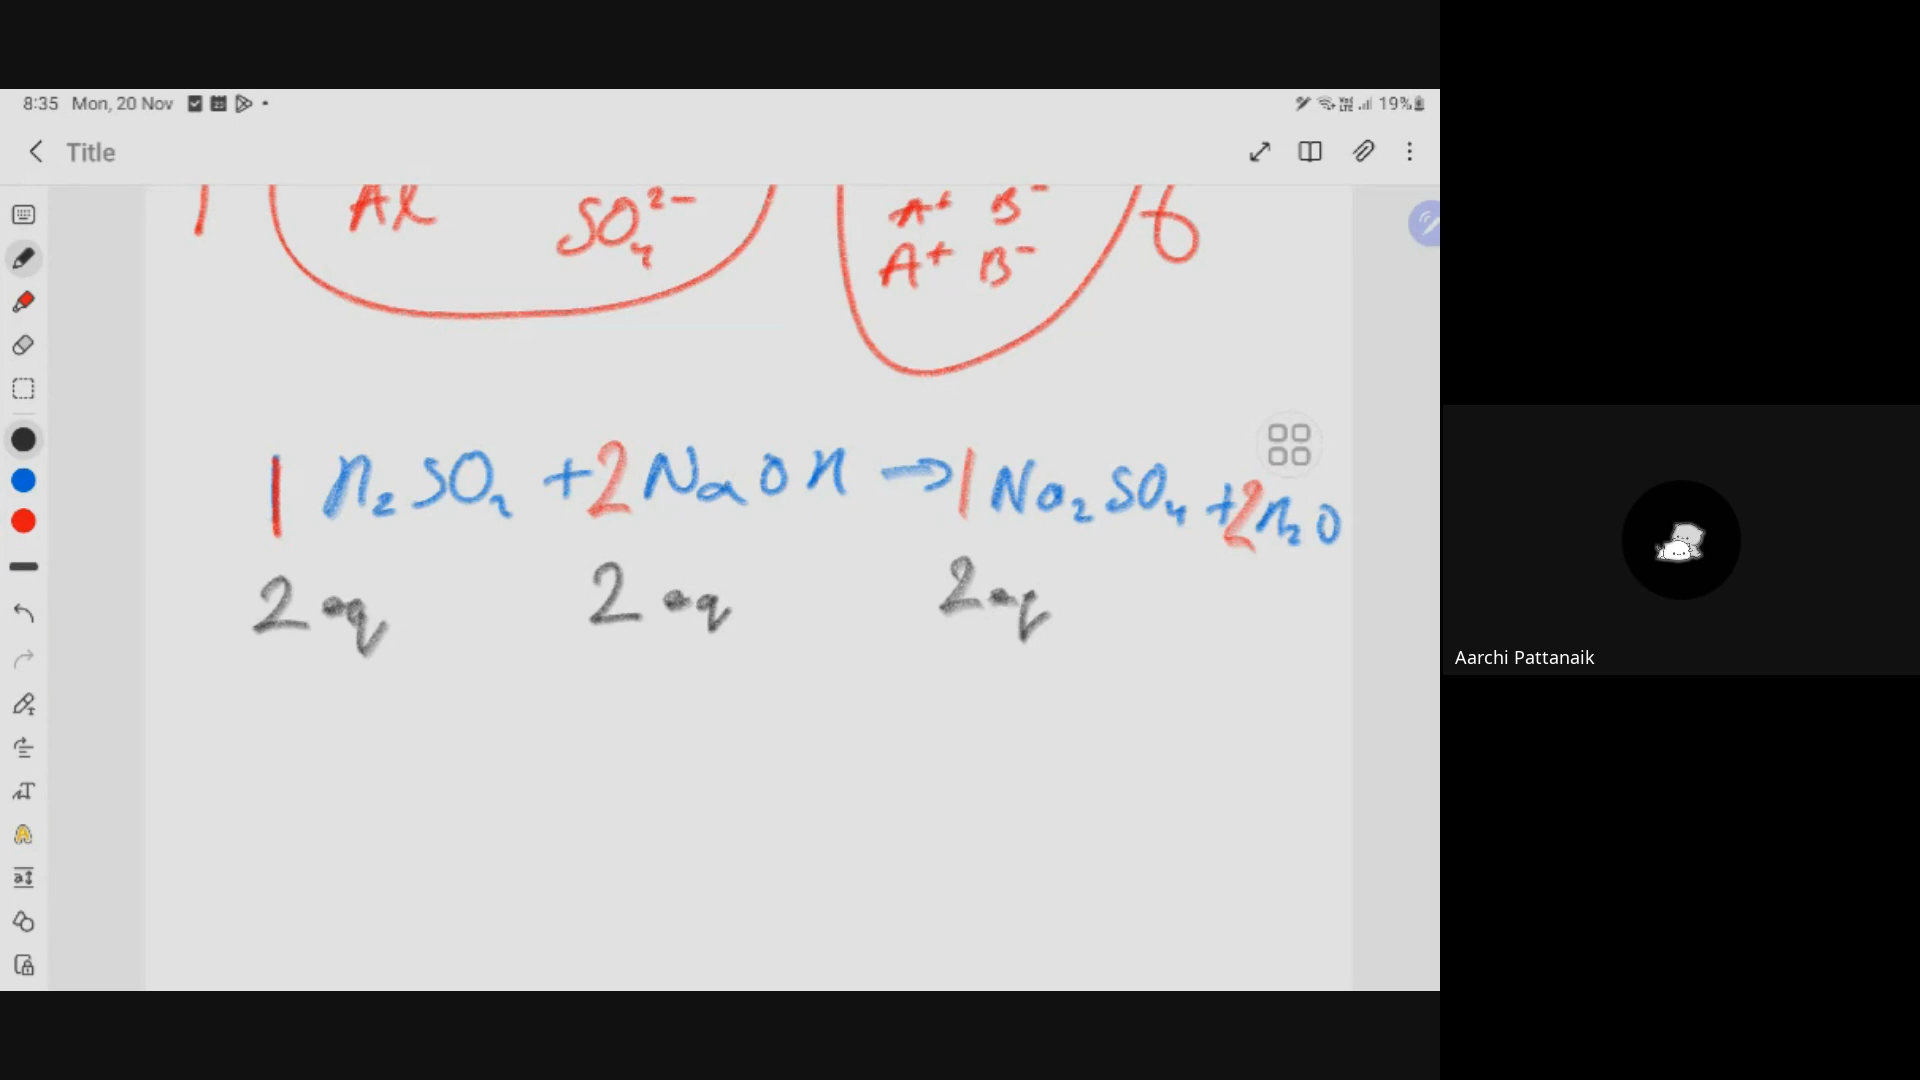 8:35 Mon, 20 Nov 19%
Title
Al SO₄²⁻ A⁺ B⁻
A⁺ B⁻
1 H₂SO₄ + 2 NaOH → 1 Na₂SO₄ + 2 H₂O
2 eq 2 eq 2 eq
Aarchi Pattanaik